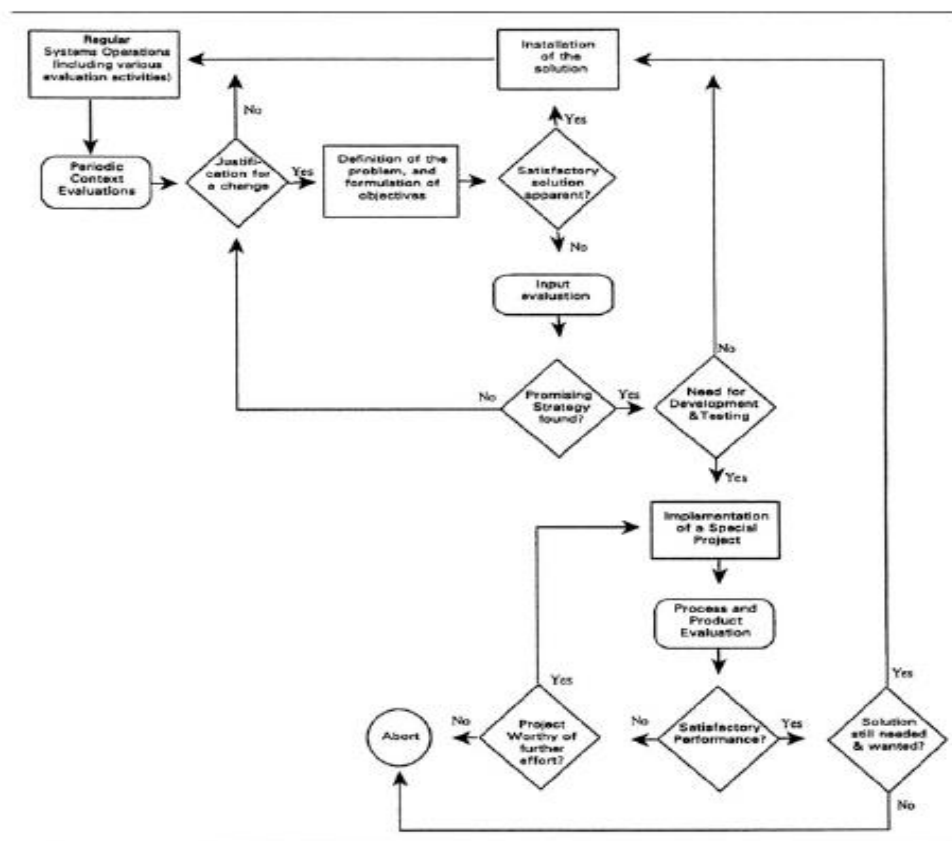 Regular
Systems Operations
(including various
evaluation activities)
Installation
of the
solution
No
Yes
Periodic
Context
Evaluations
Justifi-
cation for
a change
Yes
Definition of the
problem, and
formulation of
objectives
Satisfactory
solution
apparent?
No
Input
evaluation
No
No
Promising
Strategy
found?
Yes
Need for
Development
&Testing
Yes
Implementation
of a Special
Project
Process and
Product
Evaluation
Yes
Yes
Abort
No
Project
Worthy of
further
effort?
No
Satisfactory
Performance?
Yes
Solution
still needed
& wanted?
No